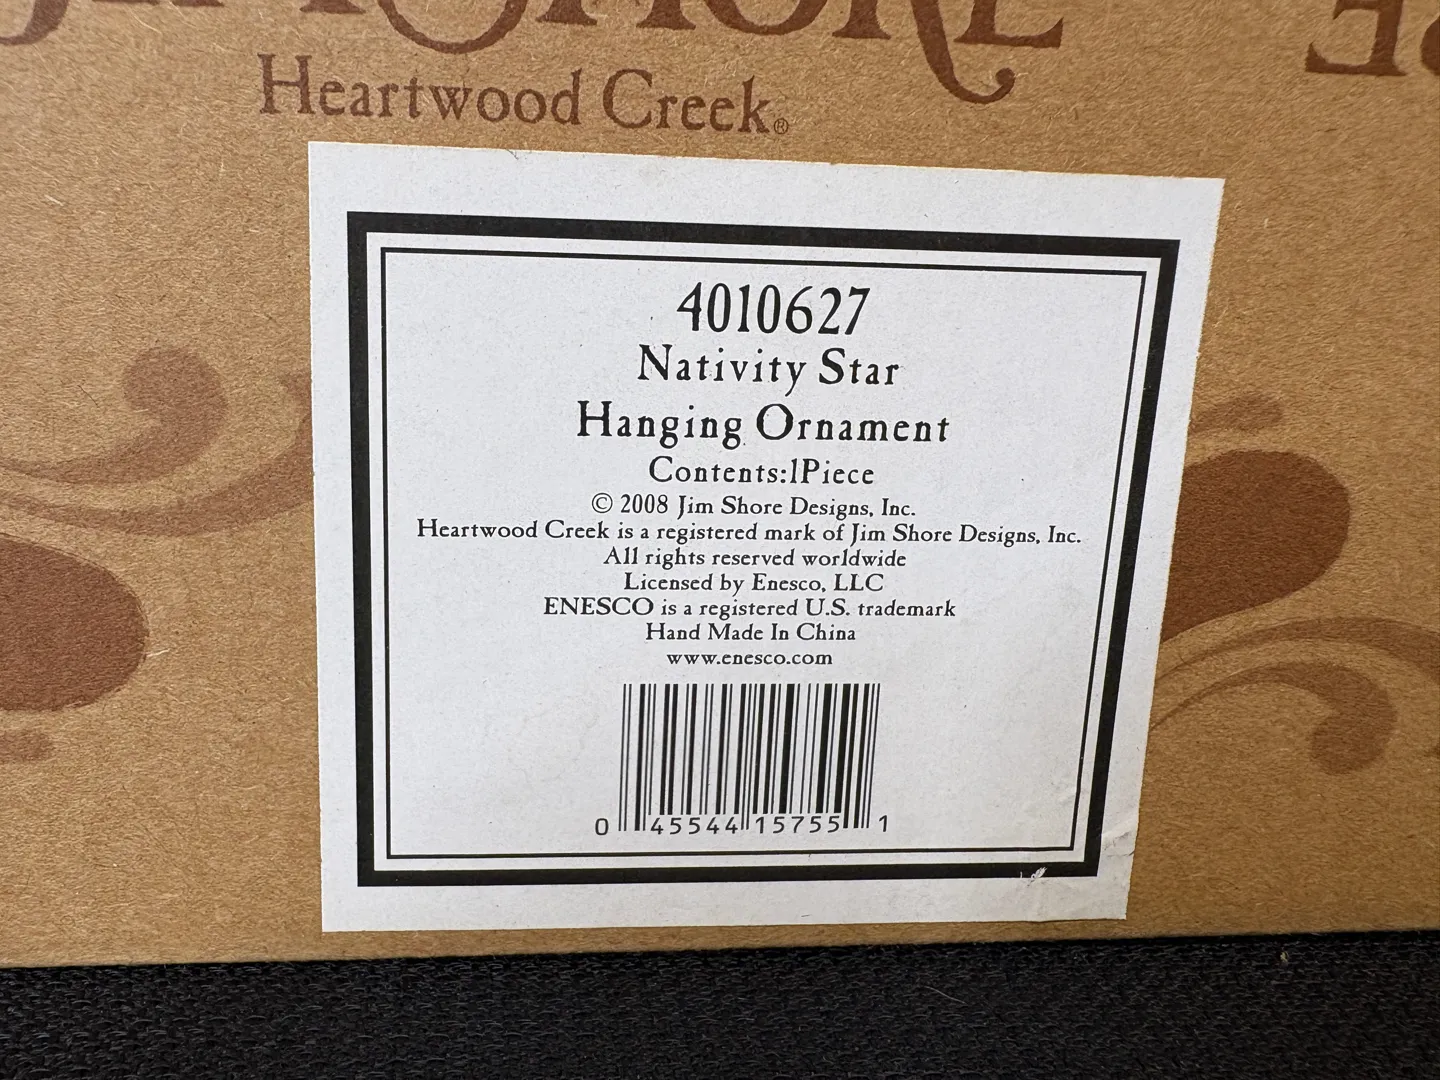 Heartwood Creek®
4010627
Nativity Star
Hanging Ornament
Contents:1Piece
© 2008 Jim Shore Designs, Inc.
Heartwood Creek is a registered mark of Jim Shore Designs, Inc.
All rights reserved worldwide
Licensed by Enesco, LLC
ENESCO is a registered U.S. trademark
Hand Made In China
www.enesco.com
0 45544 15755 1